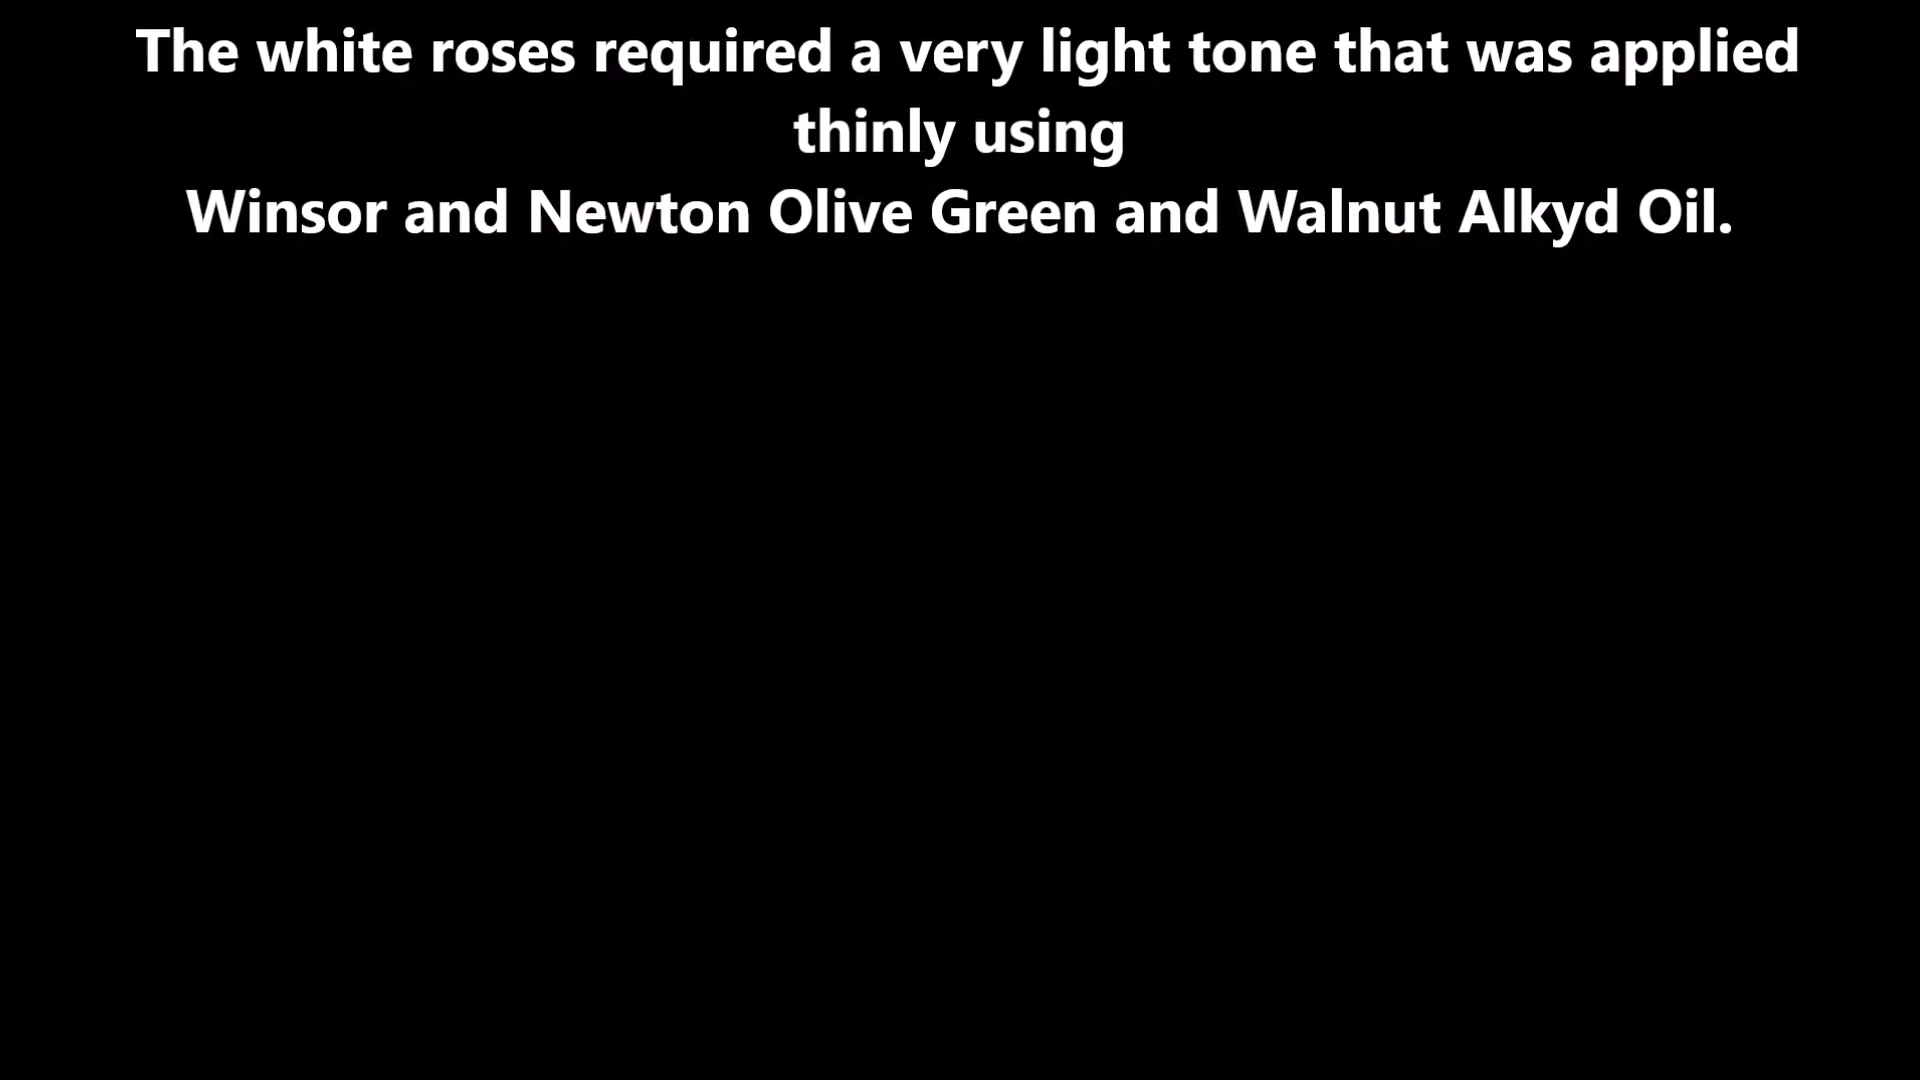 The white roses required a very light tone that was applied
thinly using
Winsor and Newton Olive Green and Walnut Alkyd Oil.